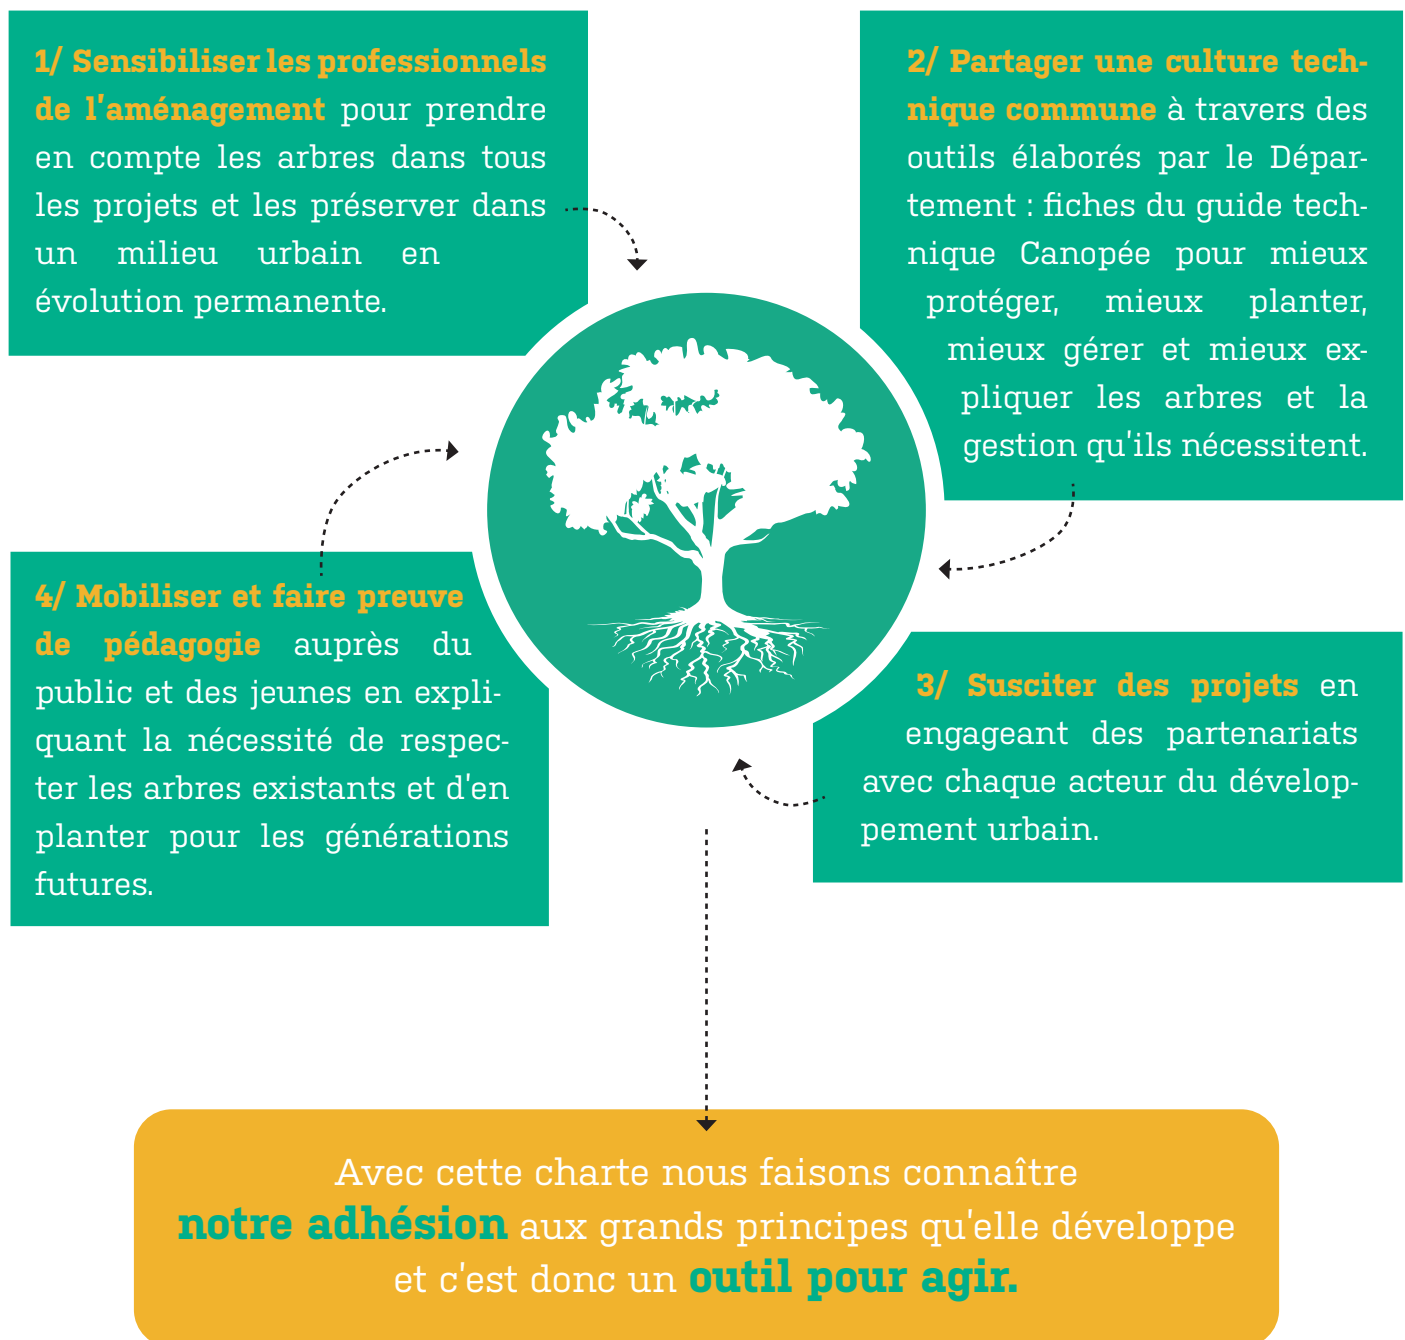 1/ Sensibiliser les professionnels
de l'aménagement pour prendre
en compte les arbres dans tous
les projets et les préserver dans
un milieu urbain en
évolution permanente.
2/ Partager une culture tech-
nique commune à travers des
outils élaborés par le Dépar-
tement : fiches du guide tech-
nique Canopée pour mieux
protéger, mieux planter,
mieux gérer et mieux ex-
pliquer les arbres et la
gestion qu'ils nécessitent.
3/ Susciter des projets en
engageant des partenariats
avec chaque acteur du dévelop-
pement urbain.
4/ Mobiliser et faire preuve
de pédagogie auprès du
public et des jeunes en expli-
quant la nécessité de respec-
ter les arbres existants et d'en
planter pour les générations
futures.
Avec cette charte nous faisons connaître
notre adhésion aux grands principes qu'elle développe
et c'est donc un outil pour agir.